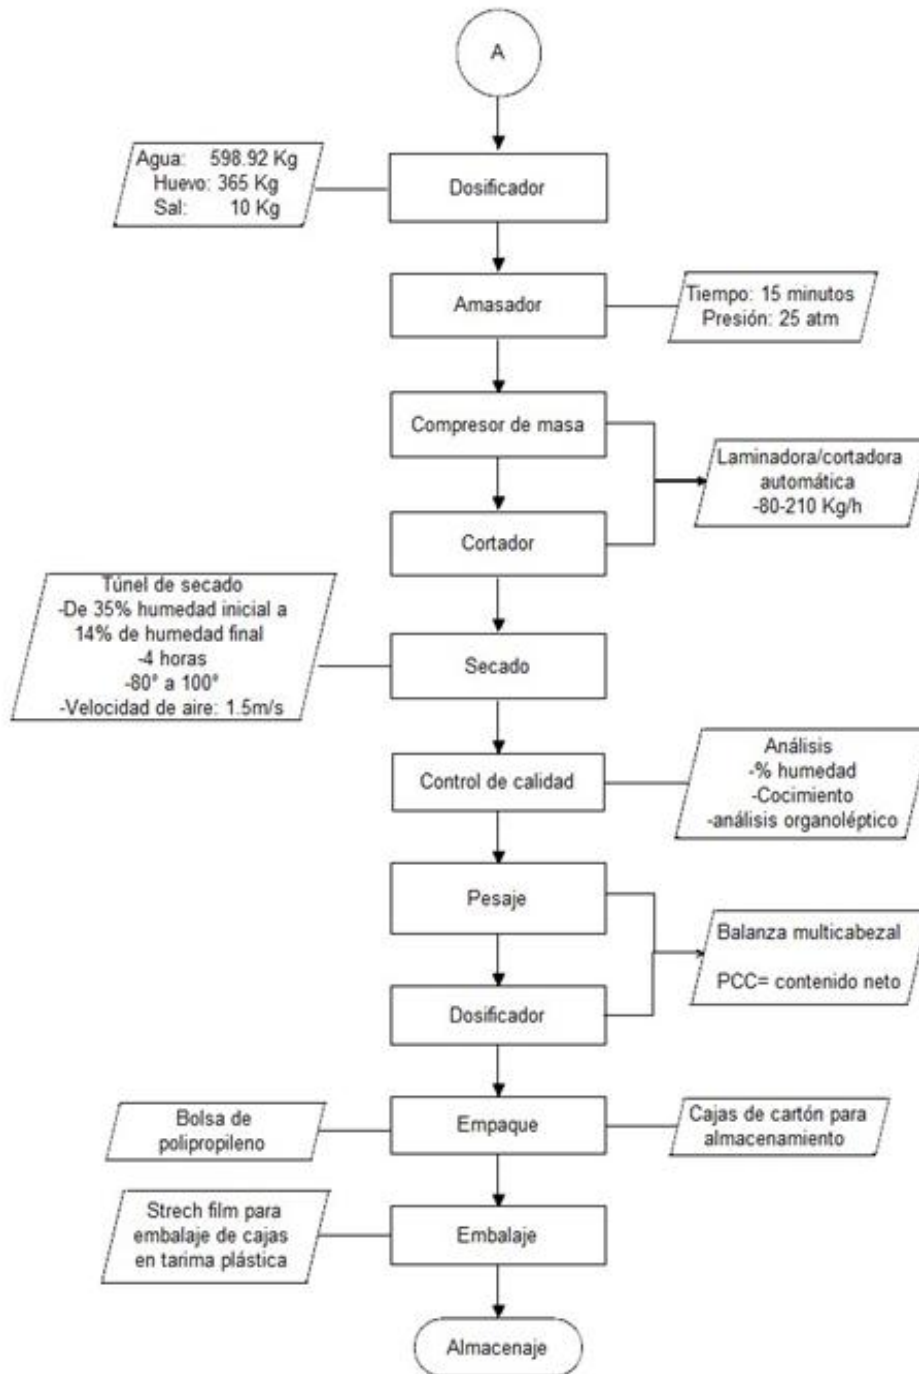 A
Agua: 598.92 Kg
Huevo: 365 Kg
Sal: 10 Kg
Dosificador
Amasador
Tiempo: 15 minutos
Presión: 25 atm
Compresor de masa
Laminadora/cortadora
automática
-80-210 Kg/h
Cortador
Túnel de secado
-De 35% humedad inicial a
14% de humedad final
-4 horas
-80° a 100°
-Velocidad de aire: 1.5m/s
Secado
Control de calidad
Análisis
-% humedad
-Cocimiento
-análisis organoléptico
Pesaje
Balanza multicabezal
PCC= contenido neto
Dosificador
Bolsa de
polipropileno
Empaque
Cajas de cartón para
almacenamiento
Strech film para
embalaje de cajas
en tarima plástica
Embalaje
Almacenaje